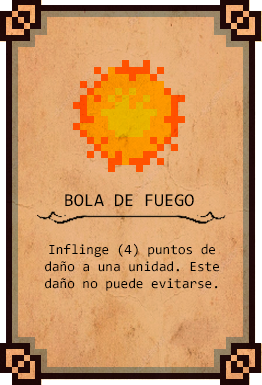 BOLA DE FUEGO
Inflinge (4) puntos de
daño a una unidad. Este
daño no puede evitarse.